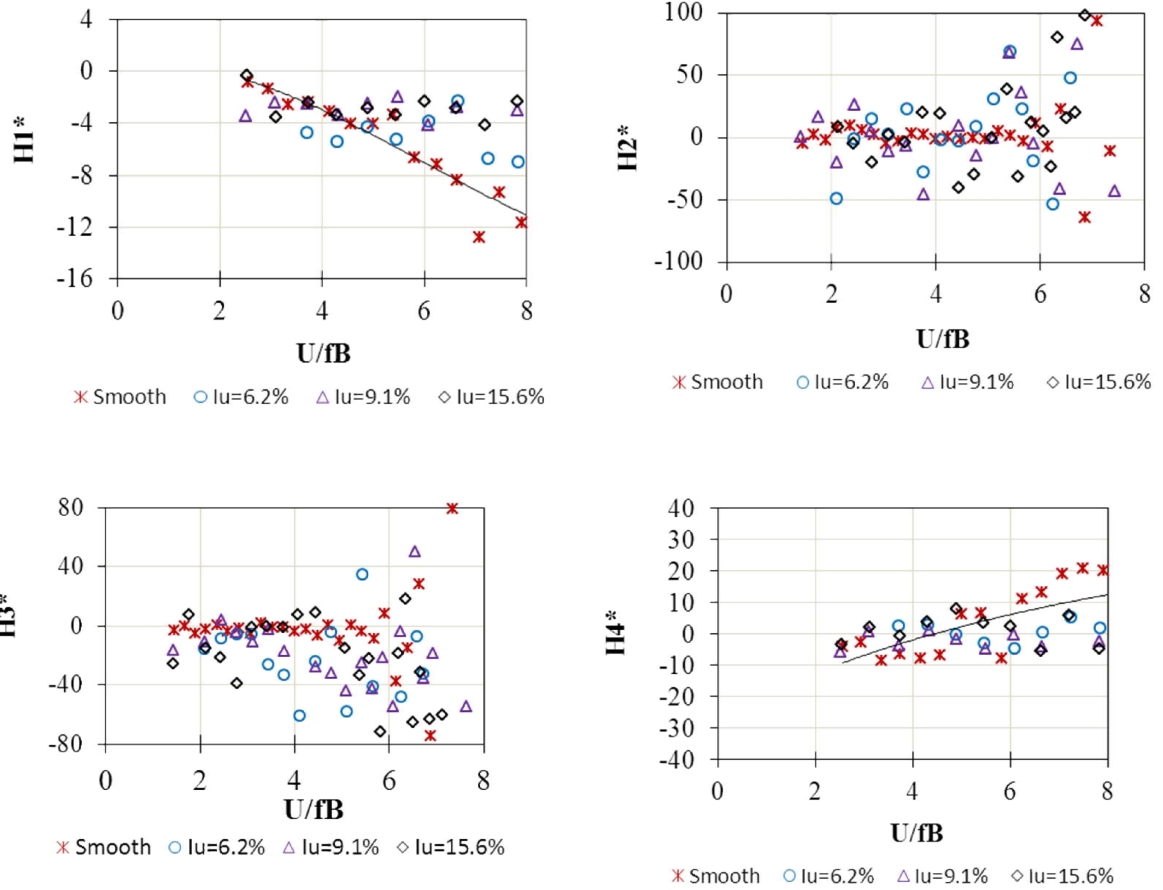 4
0
-4
-8
-12
-16
H1*
0 2 4 6 8
U/fB
Smooth Iu=6.2% Iu=9.1% Iu=15.6%
100
50
0
-50
-100
H2*
0 2 4 6 8
U/fB
Smooth Iu=6.2% Iu=9.1% Iu=15.6%
80
40
0
-40
-80
H3*
0 2 4 6 8
U/fB
Smooth Iu=6.2% Iu=9.1% Iu=15.6%
40
30
20
10
0
-10
-20
-30
-40
H4*
0 2 4 6 8
U/fB
Smooth Iu=6.2% Iu=9.1% Iu=15.6%